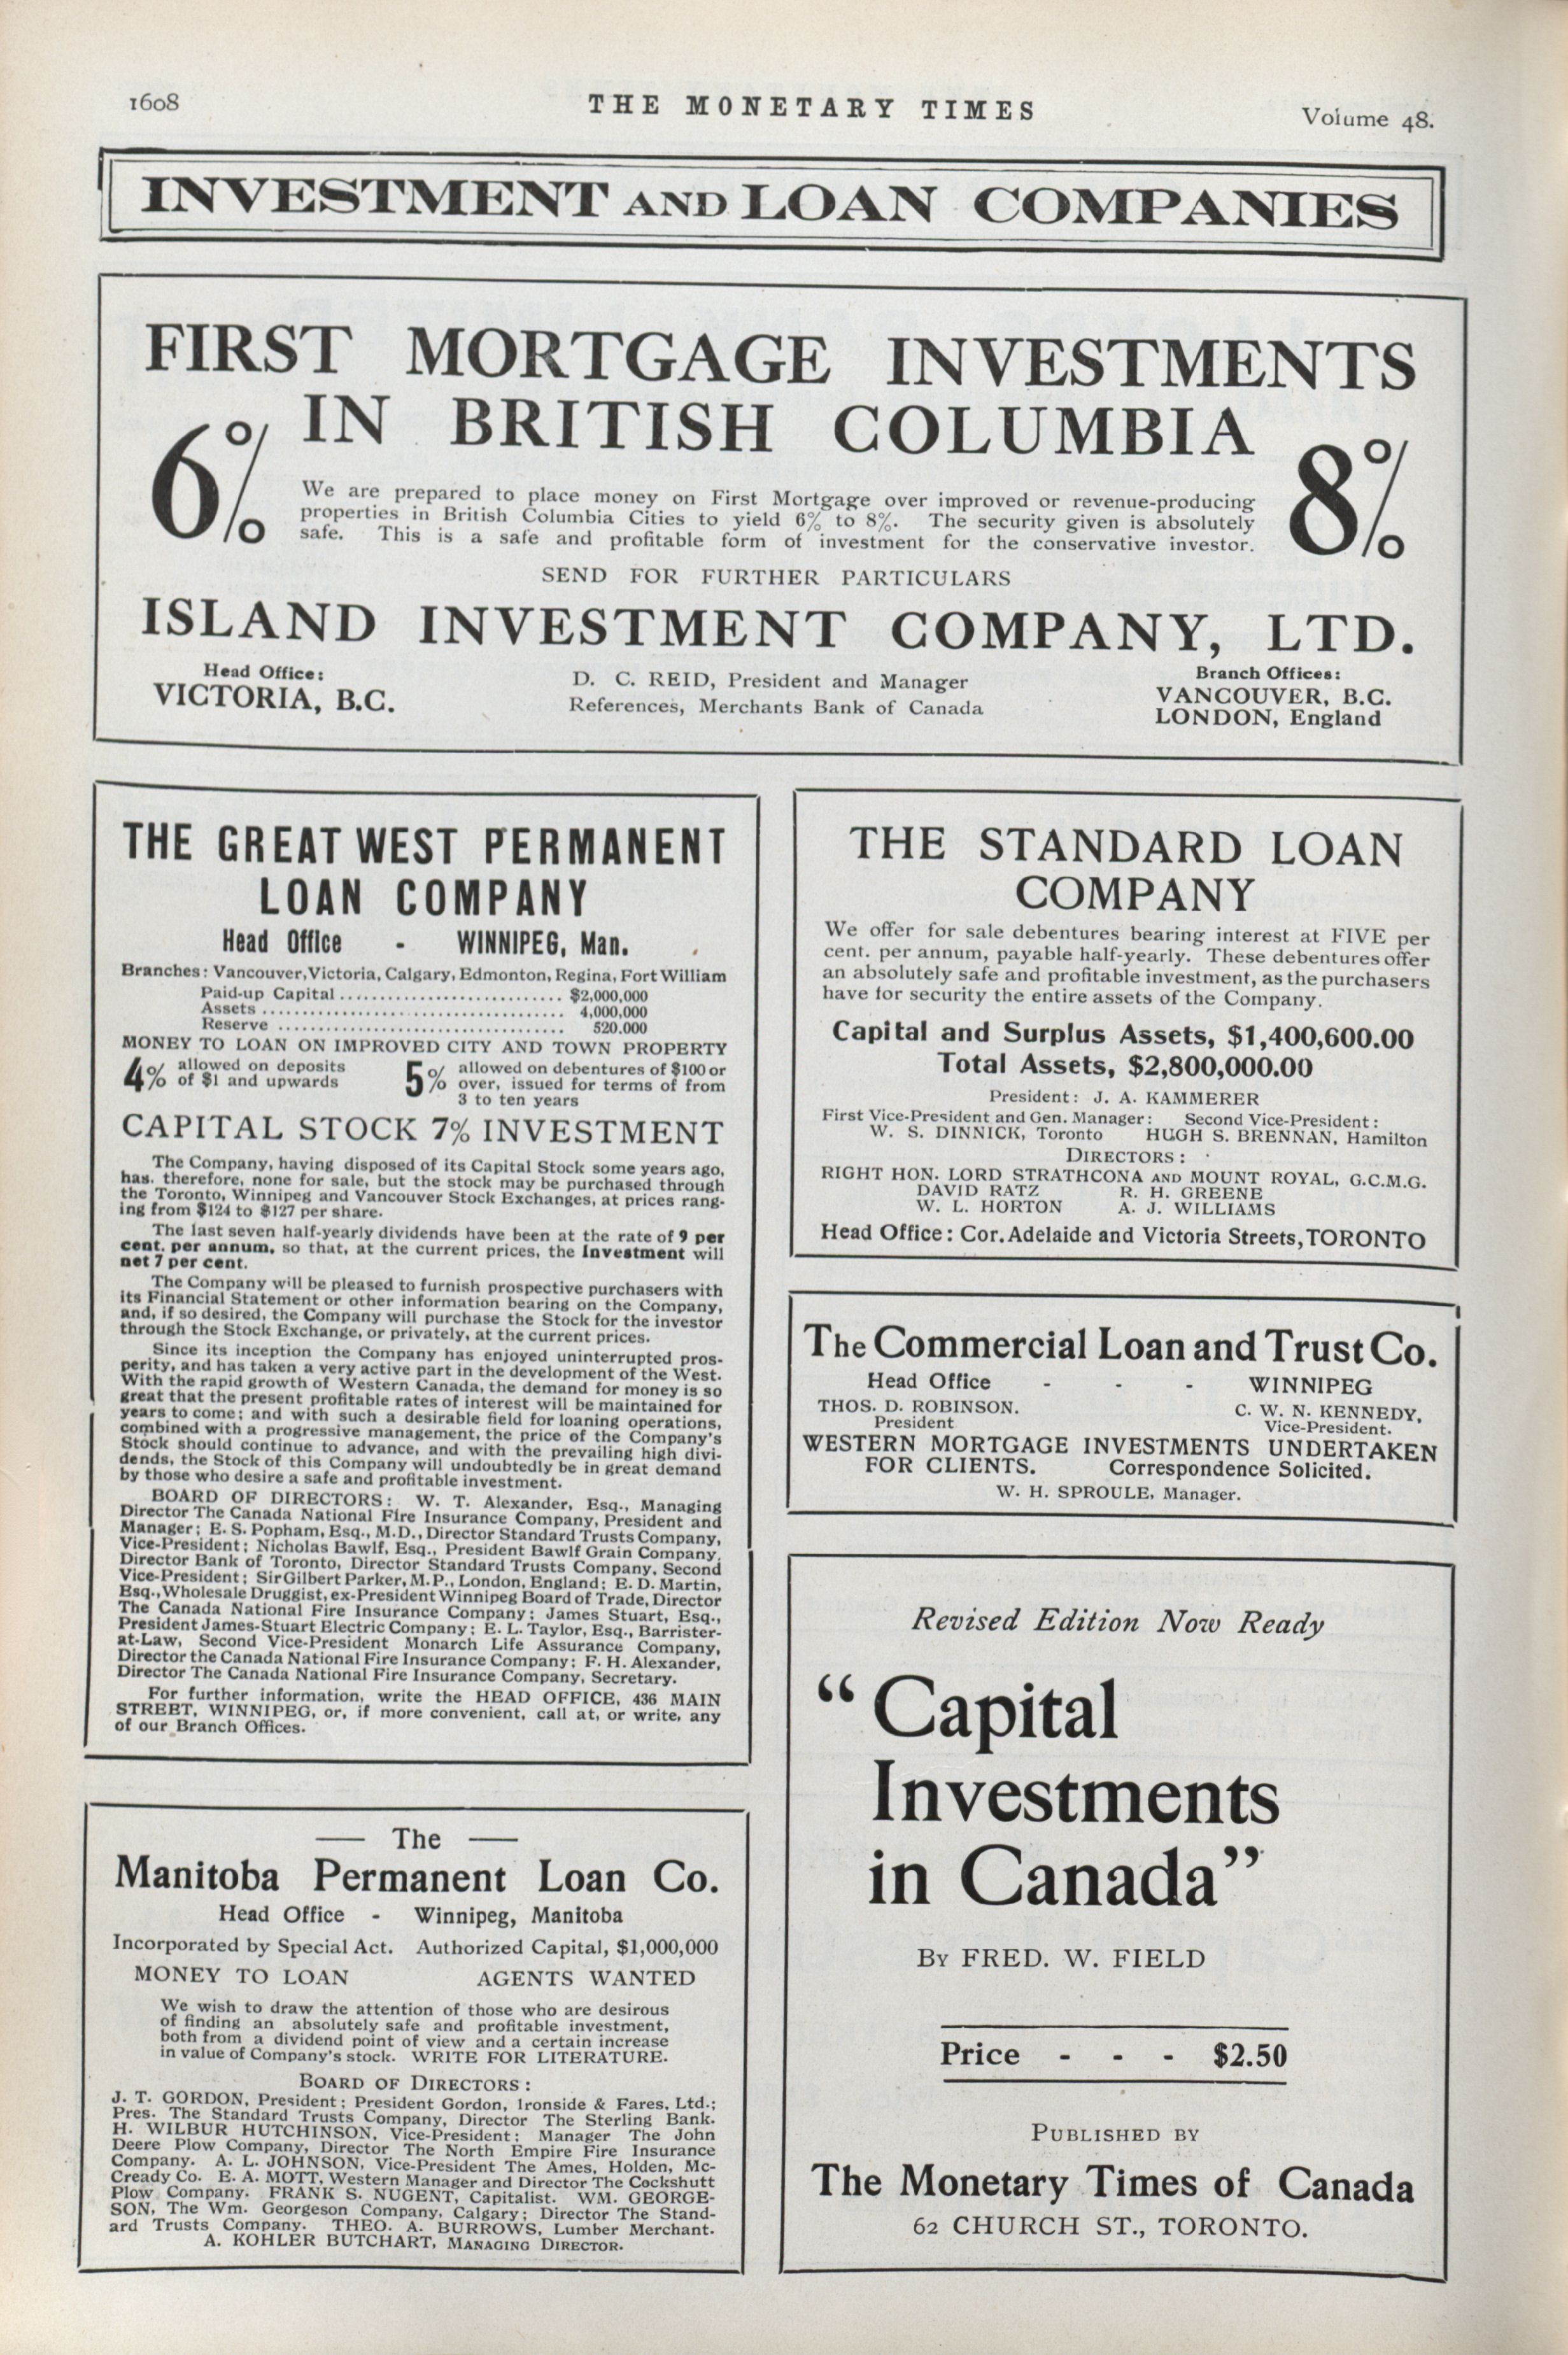 1608
THE MONETARY TIMES
Volume 48.
INVESTMENT AND LOAN COMPANIES
FIRST MORTGAGE INVESTMENTS
IN BRITISH COLUMBIA
6%
8%
We are prepared to place money on First Mortgage over improved or revenue-producing
properties in British Columbia Cities to yield 6% to 8%. The security given is absolutely
safe. This is a safe and profitable form of investment for the conservative investor.
SEND FOR FURTHER PARTICULARS
ISLAND INVESTMENT COMPANY, LTD.
Head Office:
VICTORIA, B.C.
D. C. REID, President and Manager
References, Merchants Bank of Canada
Branch Offices:
VANCOUVER, B.C.
LONDON, England
THE GREAT WEST PERMANENT
LOAN COMPANY
Head Office - WINNIPEG, Man.
Branches: Vancouver, Victoria, Calgary, Edmonton, Regina, Fort William
Paid-up Capital ............................ $2,000,000
Assets ...................................... 4,000,000
Reserve .................................... 520.000
MONEY TO LOAN ON IMPROVED CITY AND TOWN PROPERTY
4% allowed on deposits
of $1 and upwards
5% allowed on debentures of $100 or
over, issued for terms of from
3 to ten years
CAPITAL STOCK 7% INVESTMENT
The Company, having disposed of its Capital Stock some years ago,
has. therefore, none for sale, but the stock may be purchased through
the Toronto, Winnipeg and Vancouver Stock Exchanges, at prices rang-
ing from $124 to $127 per share.
The last seven half-yearly dividends have been at the rate of 9 per
cent. per annum, so that, at the current prices, the Investment will
net 7 per cent.
The Company will be pleased to furnish prospective purchasers with
its Financial Statement or other information bearing on the Company,
and, if so desired, the Company will purchase the Stock for the investor
through the Stock Exchange, or privately, at the current prices.
Since its inception the Company has enjoyed uninterrupted pros-
perity, and has taken a very active part in the development of the West.
With the rapid growth of Western Canada, the demand for money is so
great that the present profitable rates of interest will be maintained for
years to come; and with such a desirable field for loaning operations,
combined with a progressive management, the price of the Company's
Stock should continue to advance, and with the prevailing high divi-
dends, the Stock of this Company will undoubtedly be in great demand
by those who desire a safe and profitable investment.
BOARD OF DIRECTORS: W. T. Alexander, Esq., Managing
Director The Canada National Fire Insurance Company, President and
Manager; E. S. Popham, Esq., M.D., Director Standard Trusts Company,
Vice-President; Nicholas Bawlf, Esq., President Bawlf Grain Company,
Director Bank of Toronto, Director Standard Trusts Company, Second
Vice-President; Sir Gilbert Parker, M.P., London, England; E. D. Martin,
Esq., Wholesale Druggist, ex-President Winnipeg Board of Trade, Director
The Canada National Fire Insurance Company; James Stuart, Esq.,
President James-Stuart Electric Company; E. L. Taylor, Esq., Barrister-
at-Law, Second Vice-President Monarch Life Assurance Company,
Director the Canada National Fire Insurance Company; F. H. Alexander,
Director The Canada National Fire Insurance Company, Secretary.
For further information, write the HEAD OFFICE, 436 MAIN
STREET, WINNIPEG, or, if more convenient, call at, or write, any
of our Branch Offices.
The
Manitoba Permanent Loan Co.
Head Office - Winnipeg, Manitoba
Incorporated by Special Act. Authorized Capital, $1,000,000
MONEY TO LOAN AGENTS WANTED
We wish to draw the attention of those who are desirous
of finding an absolutely safe and profitable investment,
both from a dividend point of view and a certain increase
in value of Company's stock. WRITE FOR LITERATURE.
BOARD OF DIRECTORS:
J. T. GORDON, President; President Gordon, Ironside & Fares, Ltd.;
Pres. The Standard Trusts Company, Director The Sterling Bank.
H. WILBUR HUTCHINSON, Vice-President; Manager The John
Deere Plow Company, Director The North Empire Fire Insurance
Company. A. L. JOHNSON, Vice-President The Ames, Holden, Mc-
Cready Co. E. A. MOTT, Western Manager and Director The Cockshutt
Plow Company. FRANK S. NUGENT, Capitalist. WM. GEORGE-
SON, The Wm. Georgeson Company, Calgary; Director The Stand-
ard Trusts Company. THEO. A. BURROWS, Lumber Merchant.
A. KOHLER BUTCHART, MANAGING DIRECTOR.
THE STANDARD LOAN
COMPANY
We offer for sale debentures bearing interest at FIVE per
cent. per annum, payable half-yearly. These debentures offer
an absolutely safe and profitable investment, as the purchasers
have for security the entire assets of the Company.
Capital and Surplus Assets, $1,400,600.00
Total Assets, $2,800,000.00
President: J. A. KAMMERER
First Vice-President and Gen. Manager: Second Vice-President:
W. S. DINNICK, Toronto HUGH S. BRENNAN, Hamilton
DIRECTORS:
RIGHT HON. LORD STRATHCONA AND MOUNT ROYAL, G.C.M.G.
DAVID RATZ R. H. GREENE
W. L. HORTON A. J. WILLIAMS
Head Office: Cor. Adelaide and Victoria Streets, TORONTO
The Commercial Loan and Trust Co.
Head Office - - - WINNIPEG
THOS. D. ROBINSON. C. W. N. KENNEDY,
President Vice-President.
WESTERN MORTGAGE INVESTMENTS UNDERTAKEN
FOR CLIENTS. Correspondence Solicited.
W. H. SPROULE, Manager.
Revised Edition Now Ready
“Capital
Investments
in Canada”
BY FRED. W. FIELD
Price - - - $2.50
PUBLISHED BY
The Monetary Times of Canada
62 CHURCH ST., TORONTO.